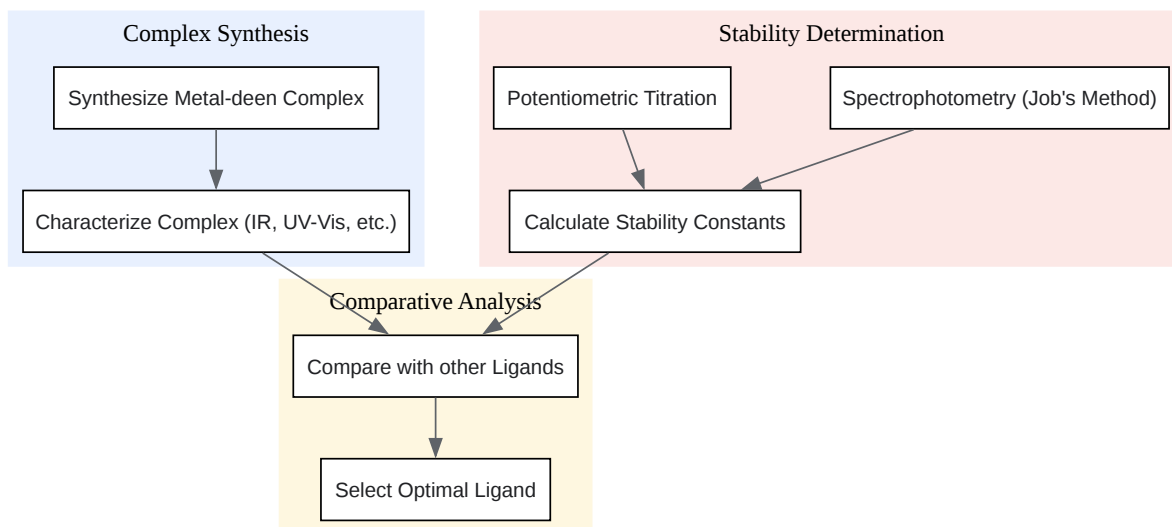 Complex Synthesis
Synthesize Metal-deen Complex
Characterize Complex (IR, UV-Vis, etc.)
Stability Determination
Potentiometric Titration
Spectrophotometry (Job's Method)
Calculate Stability Constants
Comparative Analysis
Compare with other Ligands
Select Optimal Ligand